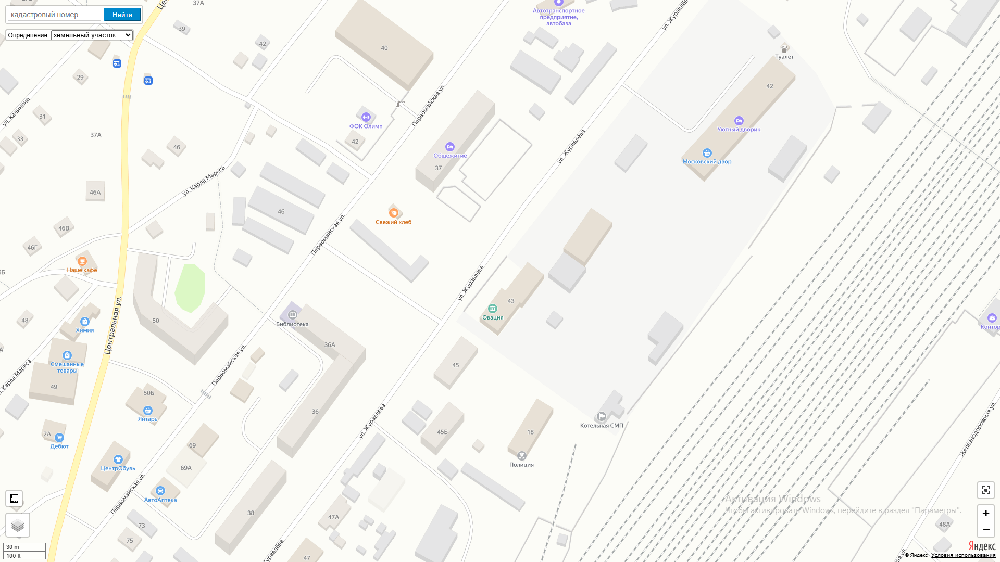 кадастровый номер
Найти
Определение: земельный участок
37А
39
42
40
Автотранспортное
предприятие,
автобаза
ул. Журавлёва
Туалет
42
29
ул. Калинина
31
33
37А
46
ФОК Олимп
42
Первомайская ул.
Общежитие
37
ул. Журавлёва
Уютный дворик
Московский двор
ул. Карла Маркса
46А
46
46В
46Г
Свежий хлеб
Первомайская ул.
Наше кафе
ул. Журавлёва
43
Овация
48
50
Химия
Библиотека
36А
Центральная ул.
Смешанные
товары
49
Карла Маркса
Первомайская ул.
45
50Б
Янтарь
36
ул. Журавлёва
45Б
18
Котельная СМП
Полиция
2А
Дебют
69
69А
ЦентрОбувь
АвтоАптека
Первомайская ул.
38
47А
73
75
47
Железнодорожная ул.
48А
Активация Windows
Чтобы активировать Windows, перейдите в раздел "Параметры".
+
−
30 m
100 ft
Яндекс
© Яндекс Условия использования